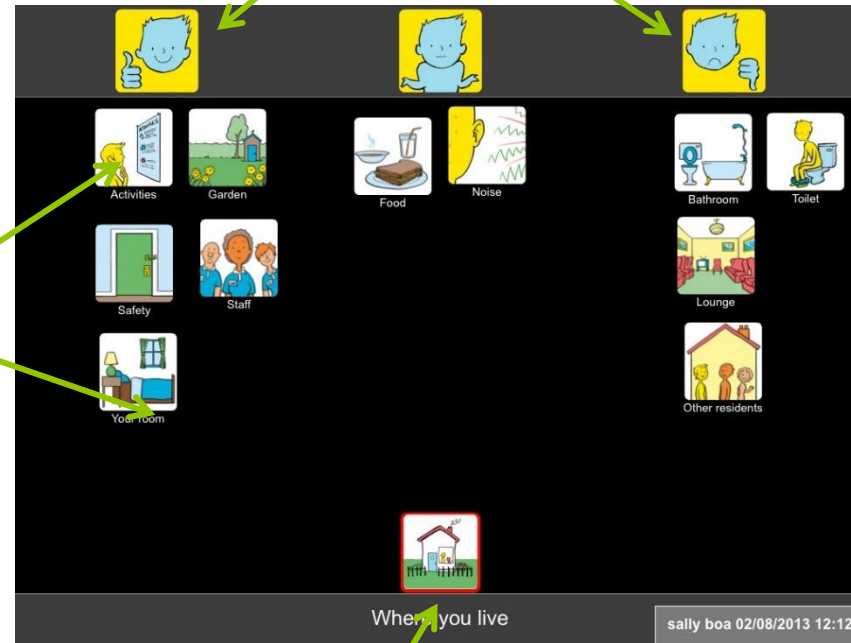 Activities
Garden
Food
Noise
Bathroom
Toilet
Safety
Staff
Lounge
Your room
Other residents
Where you live
sally boa 02/08/2013 12:12